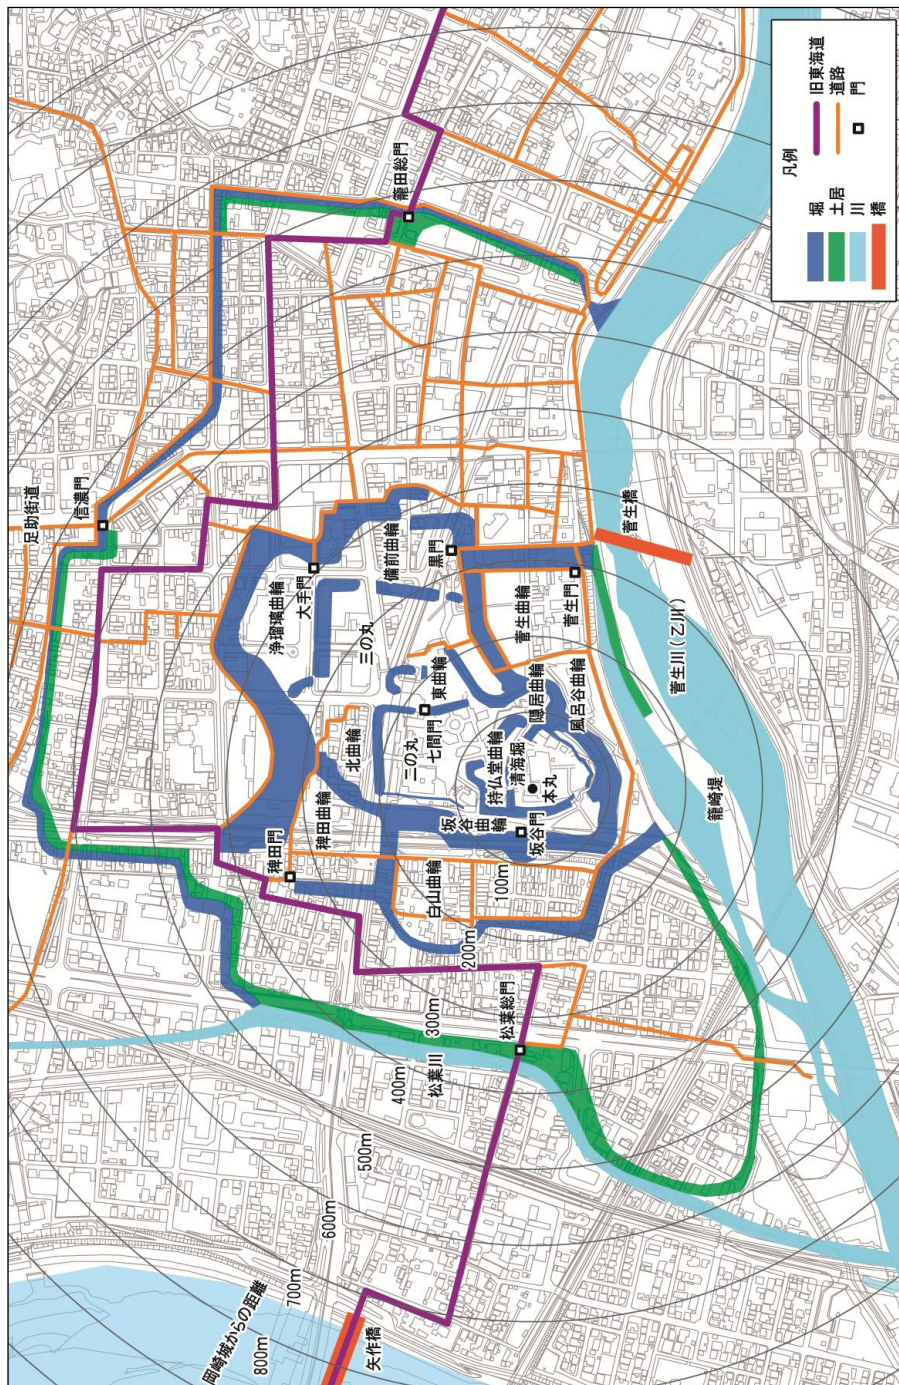 凡例
堀
土居
川
橋
旧東海道
道路
門
足助街道
信濃門
籠田総門
浄瑠璃曲輪
大手門
備前曲輪
三の丸
黒門
菅生曲輪
菅生門
菅生橋
菅生川(乙川)
北曲輪
二の丸
七間門
東曲輪
隠居曲輪
風呂谷曲輪
持仏堂曲輪
清海堀
本丸
稗田門
稗田曲輪
坂谷曲輪
坂谷門
白山曲輪
籠崎堤
松葉総門
松葉川
矢作橋
岡崎城からの距離
100m
200m
300m
400m
500m
600m
700m
800m